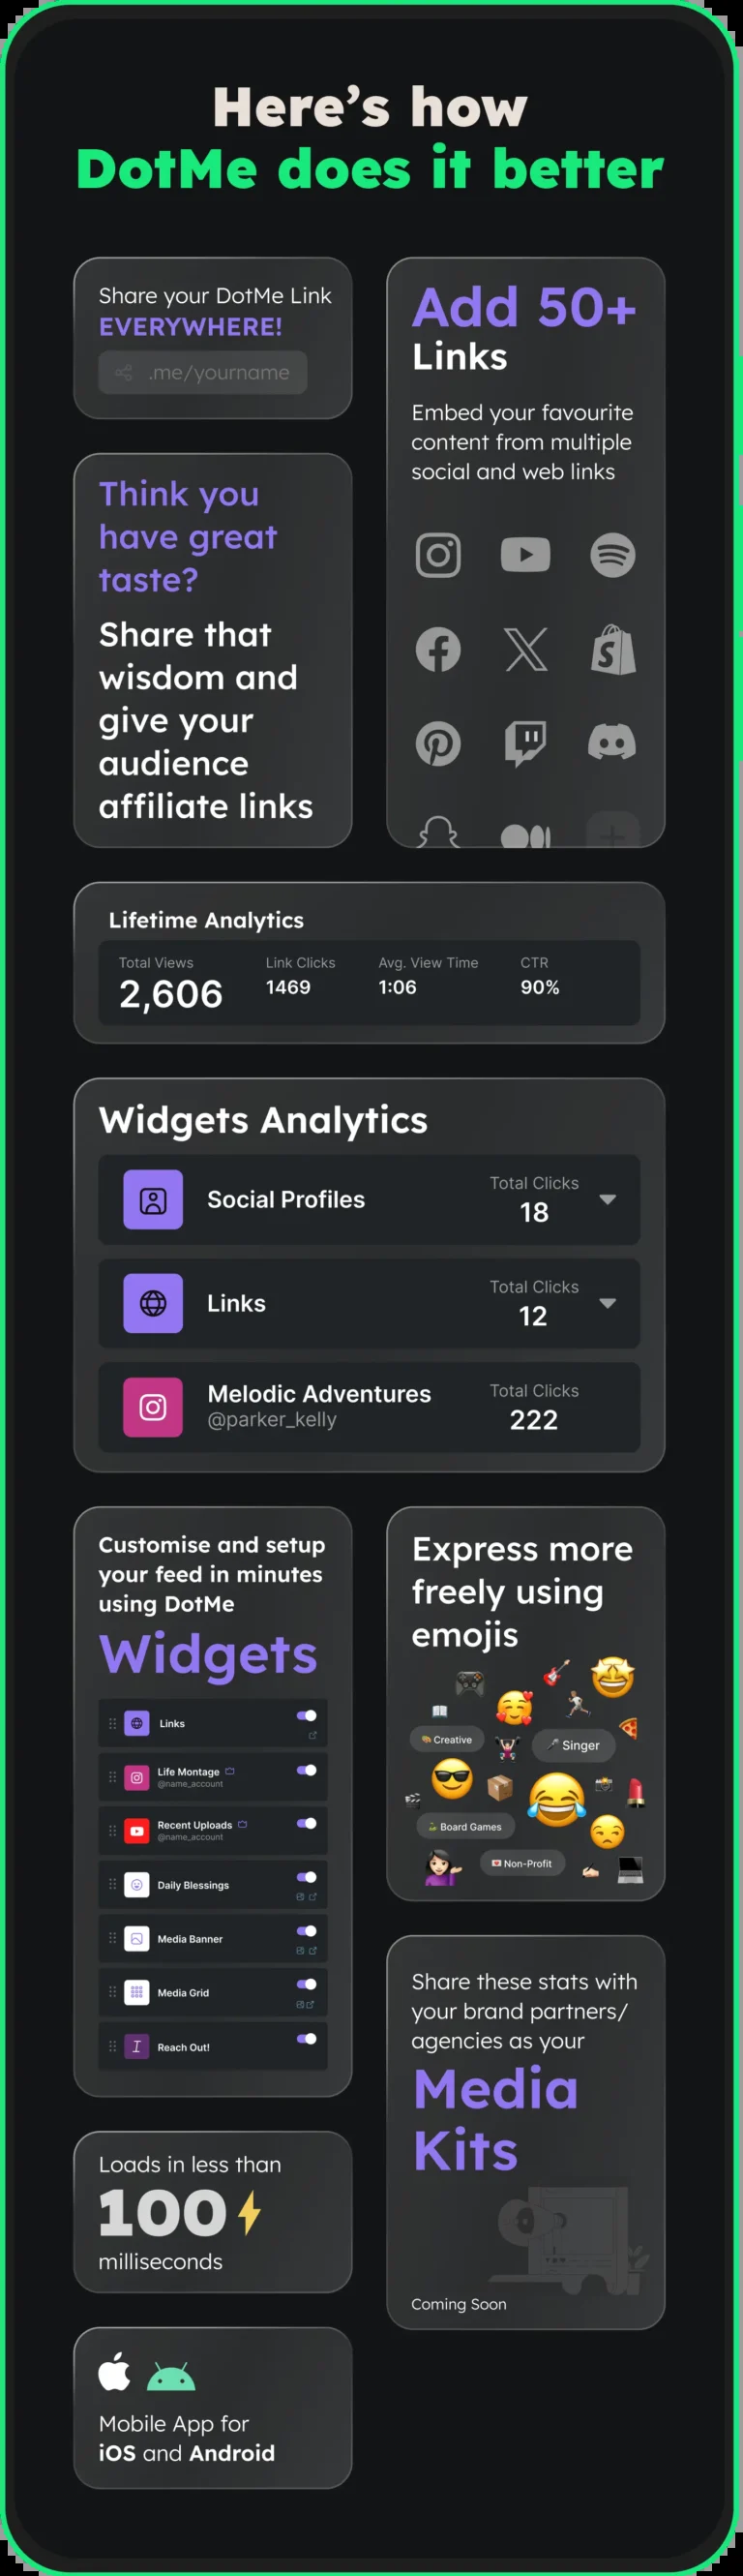 Here's how
DotMe does it better
Share your DotMe Link
EVERYWHERE!
.me/yourname
Think you
have great
taste?
Share that
wisdom and
give your
audience
affiliate links
Add 50+
Links
Embed your favourite
content from multiple
social and web links
Lifetime Analytics
Total Views
2,606
Link Clicks
1469
Avg. View Time
1:06
CTR
90%
Widgets Analytics
Social Profiles
Total Clicks
18
Links
Total Clicks
12
Melodic Adventures
@parker_kelly
Total Clicks
222
Customise and setup
your feed in minutes
using DotMe
Widgets
Links
Life Montage
@name_account
Recent Uploads
@name_account
Daily Blessings
Media Banner
Media Grid
Reach Out!
Express more
freely using
emojis
Creative
Singer
Board Games
Non-Profit
Share these stats with
your brand partners/
agencies as your
Media
Kits
Coming Soon
Loads in less than
100
milliseconds
Mobile App for
iOS and Android